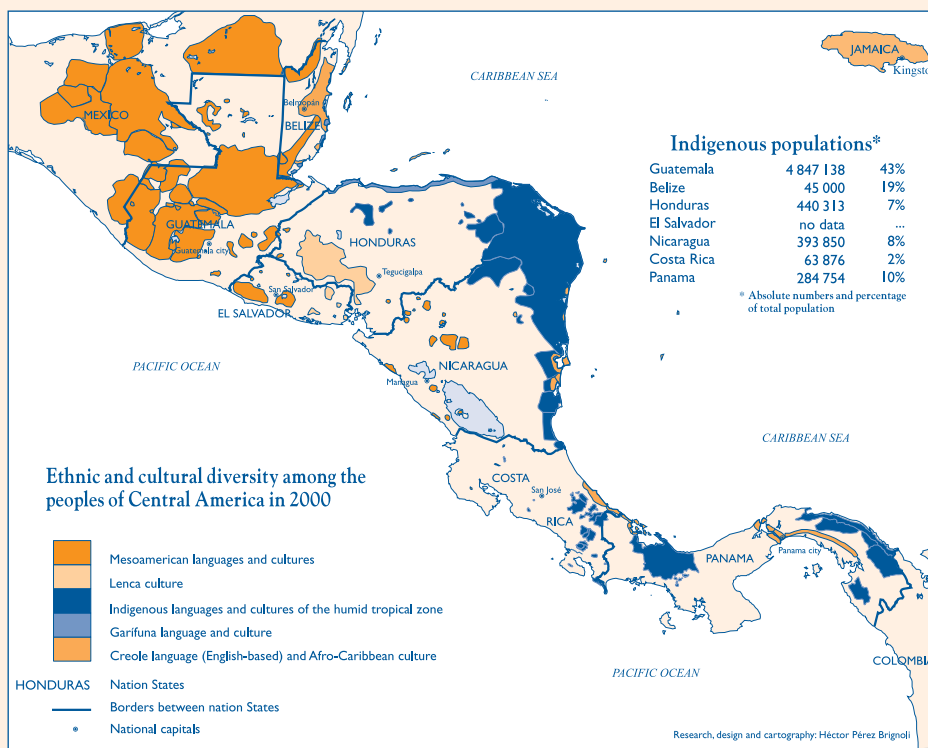 CARIBBEAN SEA
JAMAICA
MEXICO
Belmopán
BELIZE
Indigenous populations*
Guatemala 4 847 138 43%
Belize 45 000 19%
Honduras 440 313 7%
El Salvador no data ...
Nicaragua 393 850 8%
Costa Rica 63 876 2%
Panama 284 754 10%
* Absolute numbers and percentage
of total population
GUATEMALA
Guatemala city
HONDURAS
Tegucigalpa
San Salvador
EL SALVADOR
PACIFIC OCEAN
NICARAGUA
Managua
CARIBBEAN SEA
COSTA
San José
RICA
PANAMA
Panama city
COLOMBIA
PACIFIC OCEAN
Ethnic and cultural diversity among the
peoples of Central America in 2000
Mesoamerican languages and cultures
Lenca culture
Indigenous languages and cultures of the humid tropical zone
Garifuna language and culture
Creole language (English-based) and Afro-Caribbean culture
HONDURAS Nation States
Borders between nation States
National capitals
Research, design and cartography: Héctor Pérez Brignoli